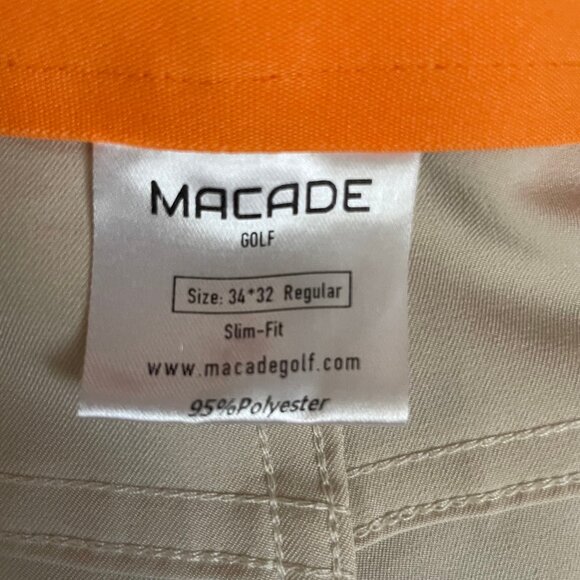 MACADE
GOLF
Size: 34*32 Regular
Slim-Fit
www.macadegolf.com
95%Polyester